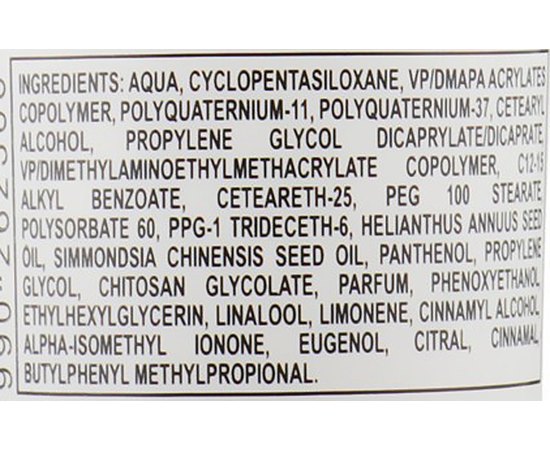 INGREDIENTS: AQUA, CYCLOPENTASILOXANE, VP/DMAPA ACRYLATES
COPOLYMER, POLYQUATERNIUM-11, POLYQUATERNIUM-37, CETEARYL
ALCOHOL, PROPYLENE GLYCOL DICAPRYLATE/DICAPRATE,
VP/DIMETHYLAMINOETHYLMETHACRYLATE COPOLYMER, C12-15
ALKYL BENZOATE, CETEARETH-25, PEG 100 STEARATE,
POLYSORBATE 60, PPG-1 TRIDECETH-6, HELIANTHUS ANNUUS SEED
OIL, SIMMONDSIA CHINENSIS SEED OIL, PANTHENOL, PROPYLENE
GLYCOL, CHITOSAN GLYCOLATE, PARFUM, PHENOXYETHANOL,
ETHYLHEXYLGLYCERIN, LINALOOL, LIMONENE, CINNAMYL ALCOHOL,
ALPHA-ISOMETHYL IONONE, EUGENOL, CITRAL, CINNAMAL,
BUTYLPHENYL METHYLPROPIONAL.